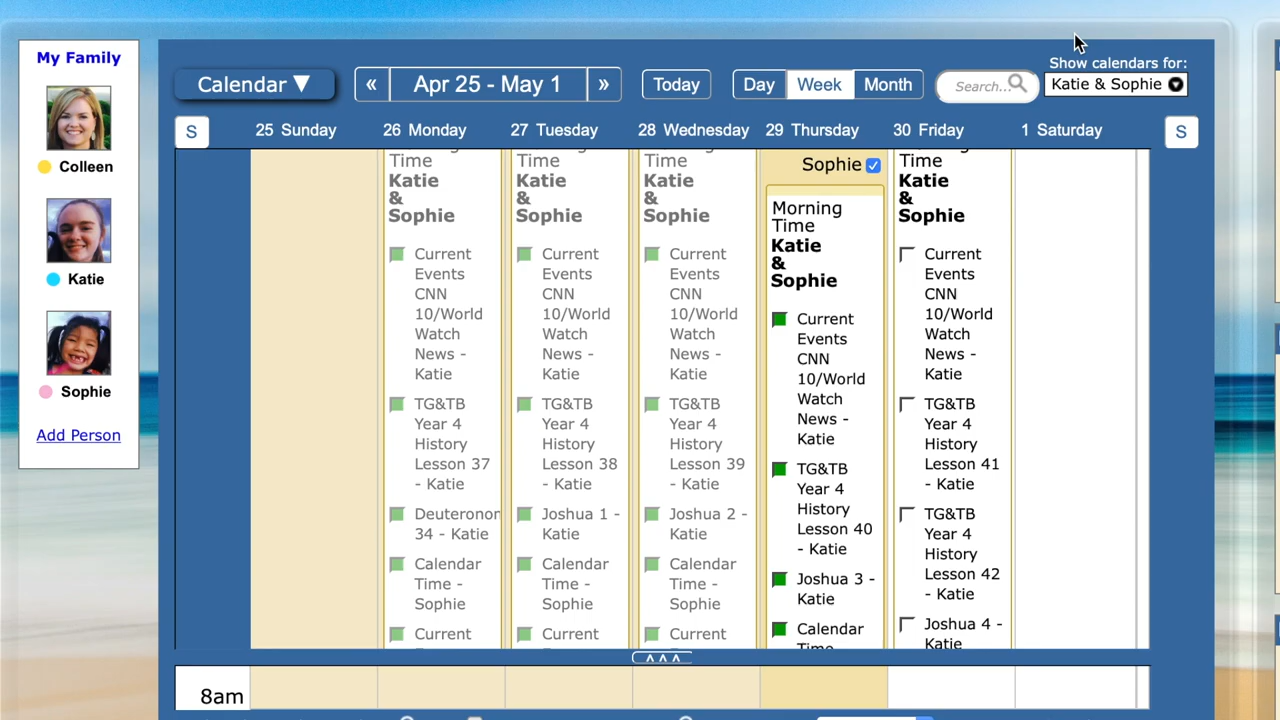 My Family
Colleen
Katie
Sophie
Add Person
Calendar ▼
« Apr 25 - May 1 »
Today
Day Week Month
Search...
Show calendars for:
Katie & Sophie
S
25 Sunday
26 Monday
27 Tuesday
28 Wednesday
29 Thursday
30 Friday
1 Saturday
S
Time
Katie
&
Sophie
Current
Events
CNN
10/World
Watch
News -
Katie
TG&TB
Year 4
History
Lesson 37
- Katie
Deuteronor
34 - Katie
Calendar
Time -
Sophie
Current
Time
Katie
&
Sophie
Current
Events
CNN
10/World
Watch
News -
Katie
TG&TB
Year 4
History
Lesson 38
- Katie
Joshua 1 -
Katie
Calendar
Time -
Sophie
Current
Time
Katie
&
Sophie
Current
Events
CNN
10/World
Watch
News -
Katie
TG&TB
Year 4
History
Lesson 39
- Katie
Joshua 2 -
Katie
Calendar
Time -
Sophie
Current
Sophie
Morning
Time
Katie
&
Sophie
Current
Events
CNN
10/World
Watch
News -
Katie
TG&TB
Year 4
History
Lesson 40
- Katie
Joshua 3 -
Katie
Calendar
Time
Time
Katie
&
Sophie
Current
Events
CNN
10/World
Watch
News -
Katie
TG&TB
Year 4
History
Lesson 41
- Katie
TG&TB
Year 4
History
Lesson 42
- Katie
Joshua 4 -
Katie
8am